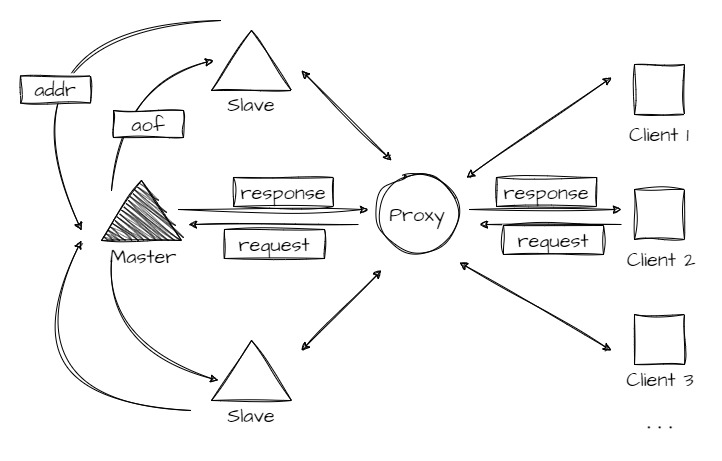 addr
aof
Slave
Client 1
response
response
Proxy
request
request
Master
Client 2
Client 3
Slave
...